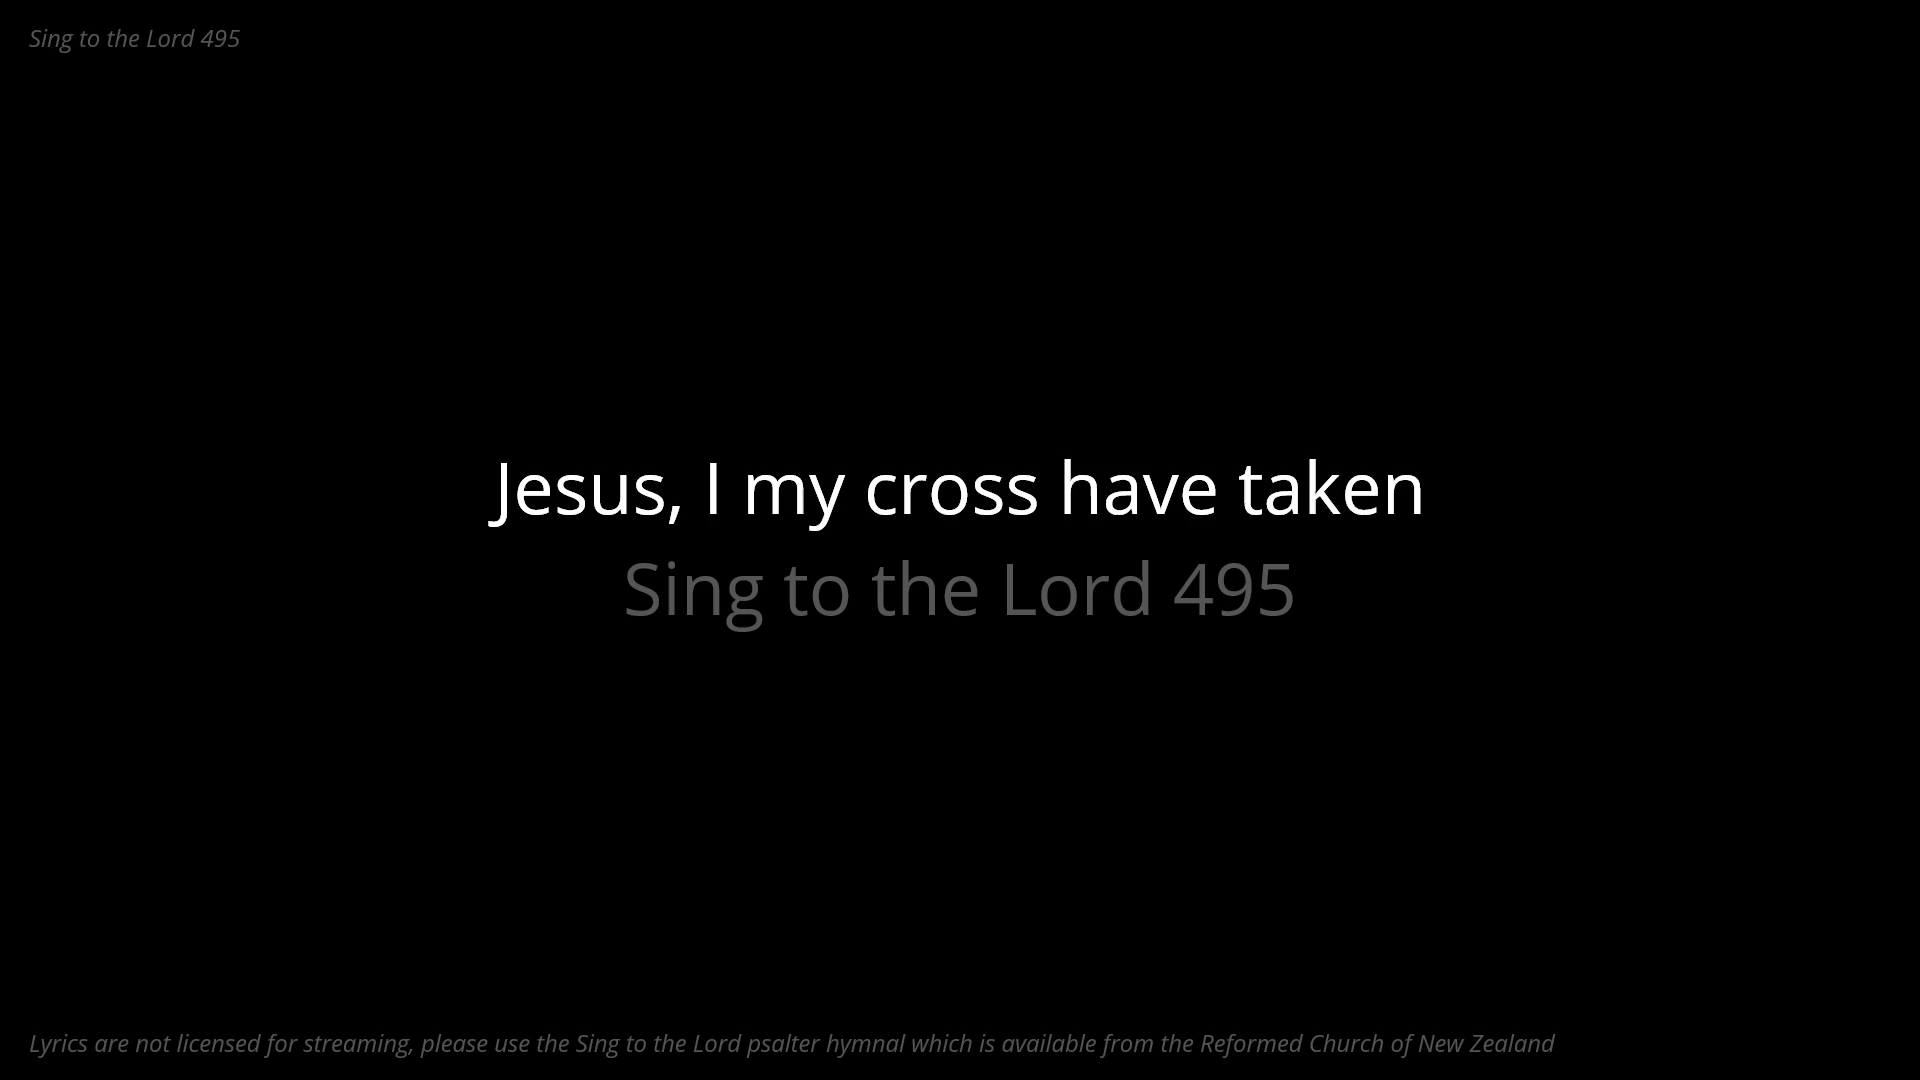 Sing to the Lord 495
Jesus, I my cross have taken
Sing to the Lord 495
Lyrics are not licensed for streaming, please use the Sing to the Lord psalter hymnal which is available from the Reformed Church of New Zealand